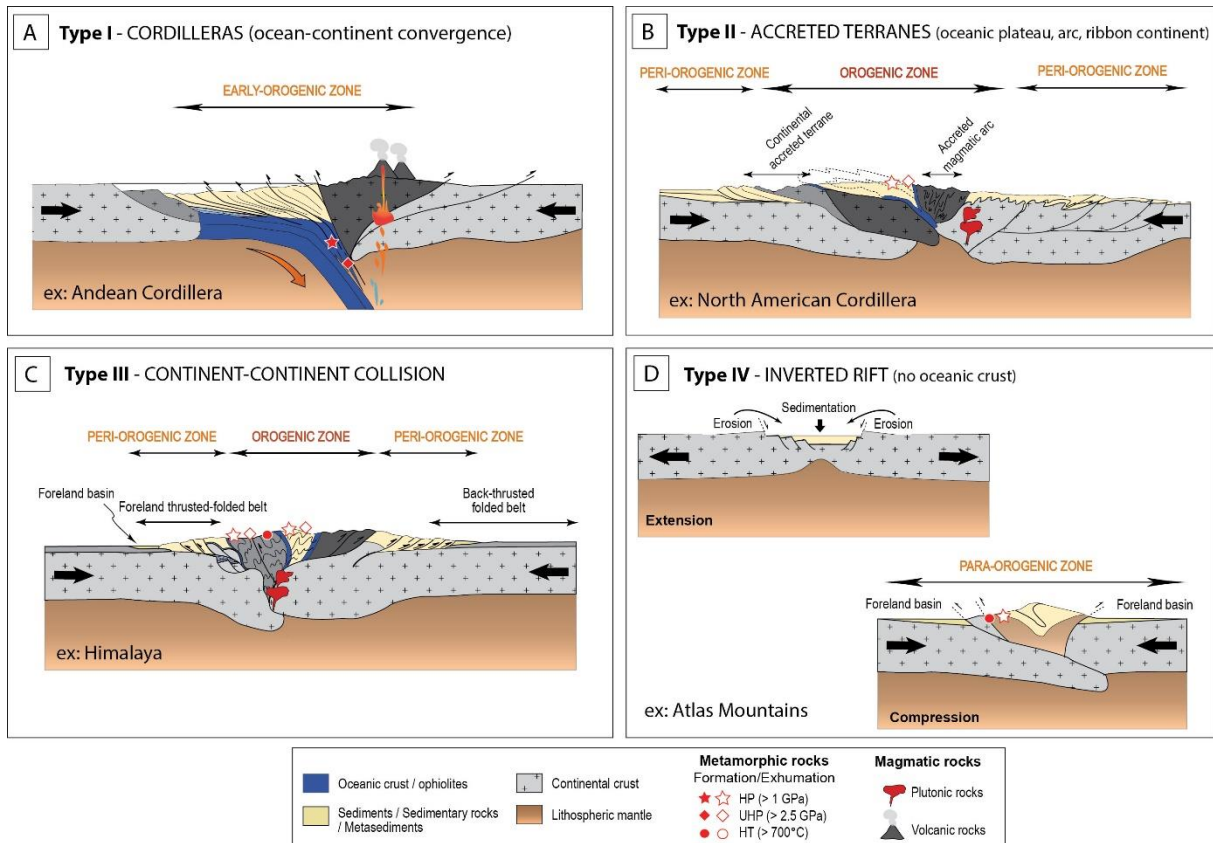 A Type I - CORDILLERAS (ocean-continent convergence)
EARLY-OROGENIC ZONE
ex: Andean Cordillera
B Type II - ACCRETED TERRANES (oceanic plateau, arc, ribbon continent)
PERI-OROGENIC ZONE OROGENIC ZONE PERI-OROGENIC ZONE
Continental
accreted terrane
Accreted
magmatic arc
ex: North American Cordillera
C Type III - CONTINENT-CONTINENT COLLISION
PERI-OROGENIC ZONE OROGENIC ZONE PERI-OROGENIC ZONE
Foreland basin
Foreland thrusted-folded belt
Back-thrusted
folded belt
ex: Himalaya
D Type IV - INVERTED RIFT (no oceanic crust)
Sedimentation
Erosion Erosion
Extension
PARA-OROGENIC ZONE
Foreland basin Foreland basin
ex: Atlas Mountains
Compression
Oceanic crust / ophiolites
Sediments / Sedimentary rocks
/ Metasediments
Continental crust
Lithospheric mantle
Metamorphic rocks
Formation/Exhumation
HP (> 1 GPa)
UHP (> 2.5 GPa)
HT (> 700°C)
Magmatic rocks
Plutonic rocks
Volcanic rocks